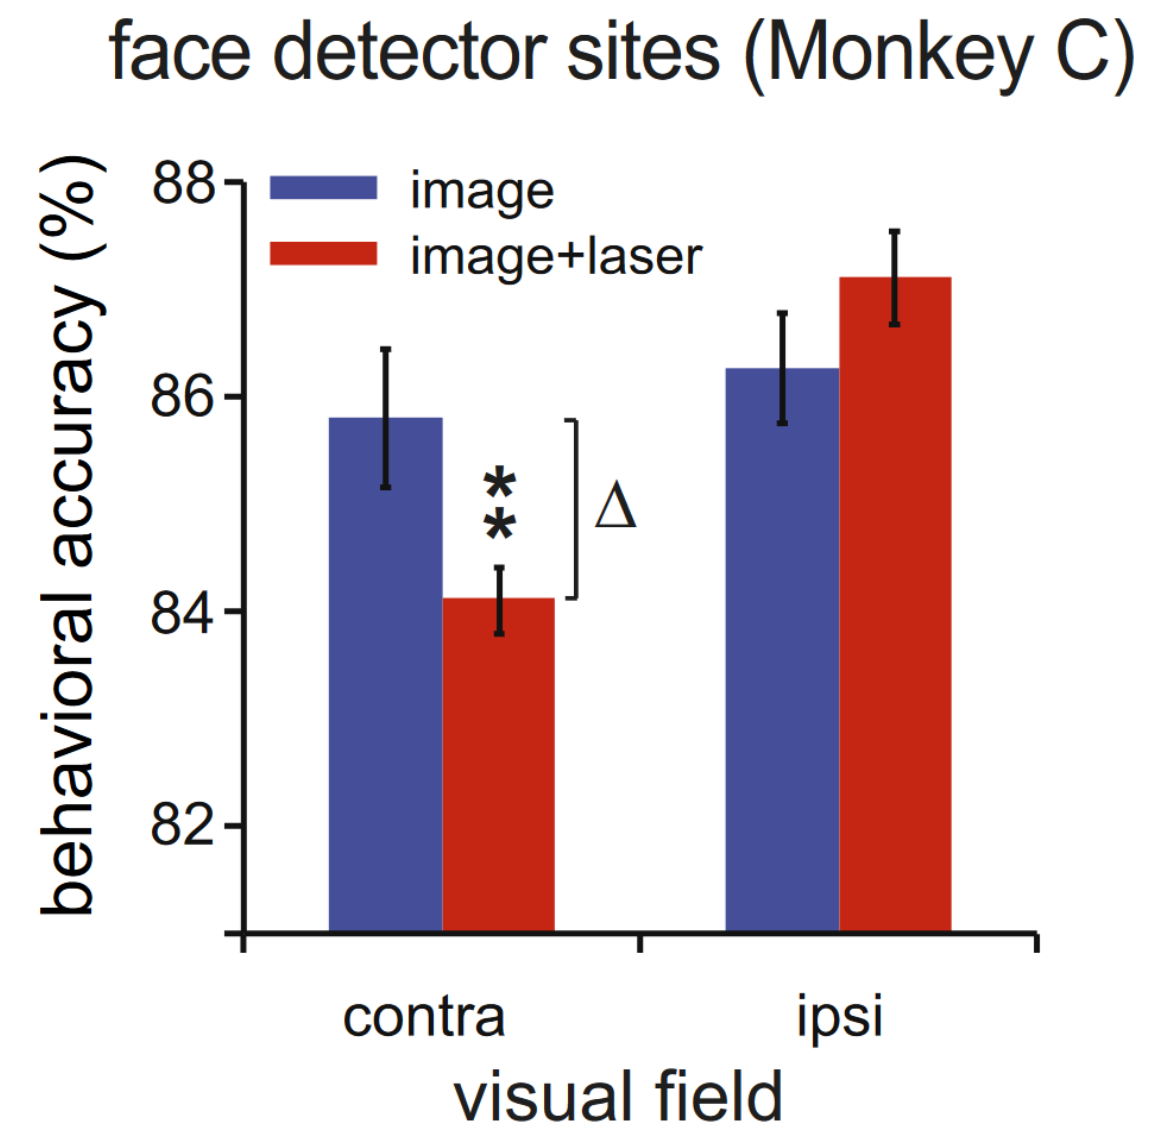 face detector sites (Monkey C)
behavioral accuracy (%)
88
86
84
82
image
image+laser
**
Δ
contra
ipsi
visual field